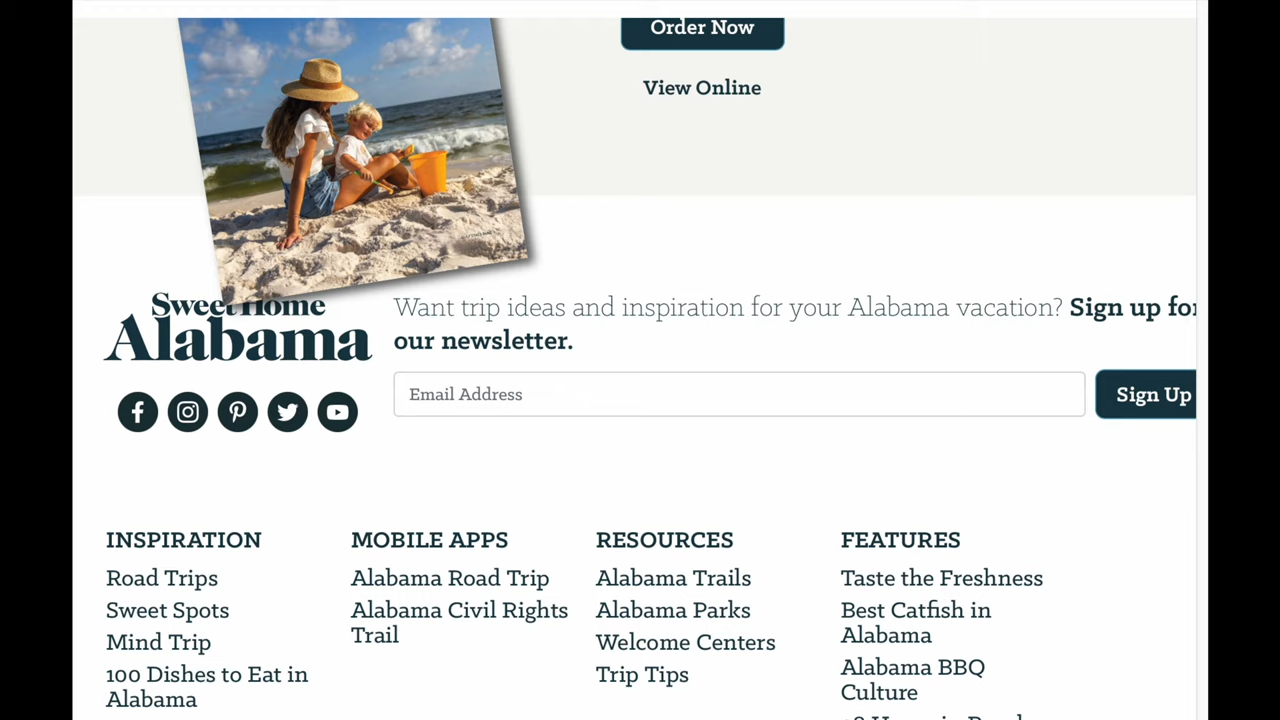 Order Now
View Online
Sweet Home
Alabama
Want trip ideas and inspiration for your Alabama vacation? Sign up for
our newsletter.
Email Address
Sign Up
INSPIRATION
Road Trips
Sweet Spots
Mind Trip
100 Dishes to Eat in
Alabama
MOBILE APPS
Alabama Road Trip
Alabama Civil Rights
Trail
RESOURCES
Alabama Trails
Alabama Parks
Welcome Centers
Trip Tips
FEATURES
Taste the Freshness
Best Catfish in
Alabama
Alabama BBQ
Culture